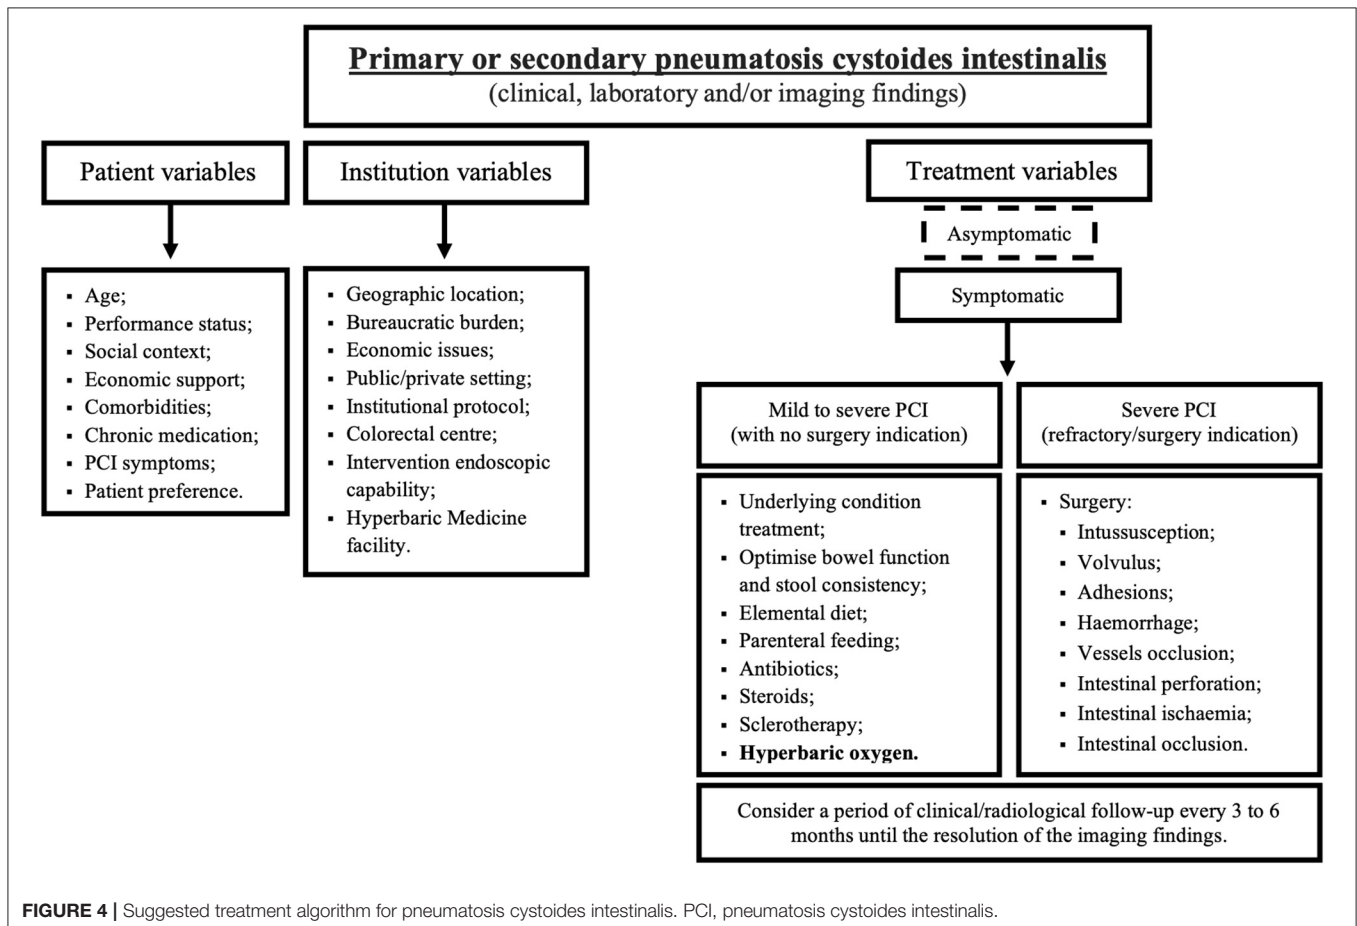 Primary or secondary pneumatosis cystoides intestinalis
(clinical, laboratory and/or imaging findings)
Patient variables
▪ Age;
▪ Performance status;
▪ Social context;
▪ Economic support;
▪ Comorbidities;
▪ Chronic medication;
▪ PCI symptoms;
▪ Patient preference.
Institution variables
▪ Geographic location;
▪ Bureaucratic burden;
▪ Economic issues;
▪ Public/private setting;
▪ Institutional protocol;
▪ Colorectal centre;
▪ Intervention endoscopic
capability;
▪ Hyperbaric Medicine
facility.
Treatment variables
Asymptomatic
Symptomatic
Mild to severe PCI
(with no surgery indication)
▪ Underlying condition
treatment;
▪ Optimise bowel function
and stool consistency;
▪ Elemental diet;
▪ Parenteral feeding;
▪ Antibiotics;
▪ Steroids;
▪ Sclerotherapy;
▪ Hyperbaric oxygen.
Severe PCI
(refractory/surgery indication)
▪ Surgery:
▪ Intussusception;
▪ Volvulus;
▪ Adhesions;
▪ Haemorrhage;
▪ Vessels occlusion;
▪ Intestinal perforation;
▪ Intestinal ischaemia;
▪ Intestinal occlusion.
Consider a period of clinical/radiological follow-up every 3 to 6
months until the resolution of the imaging findings.
FIGURE 4 | Suggested treatment algorithm for pneumatosis cystoides intestinalis. PCI, pneumatosis cystoides intestinalis.